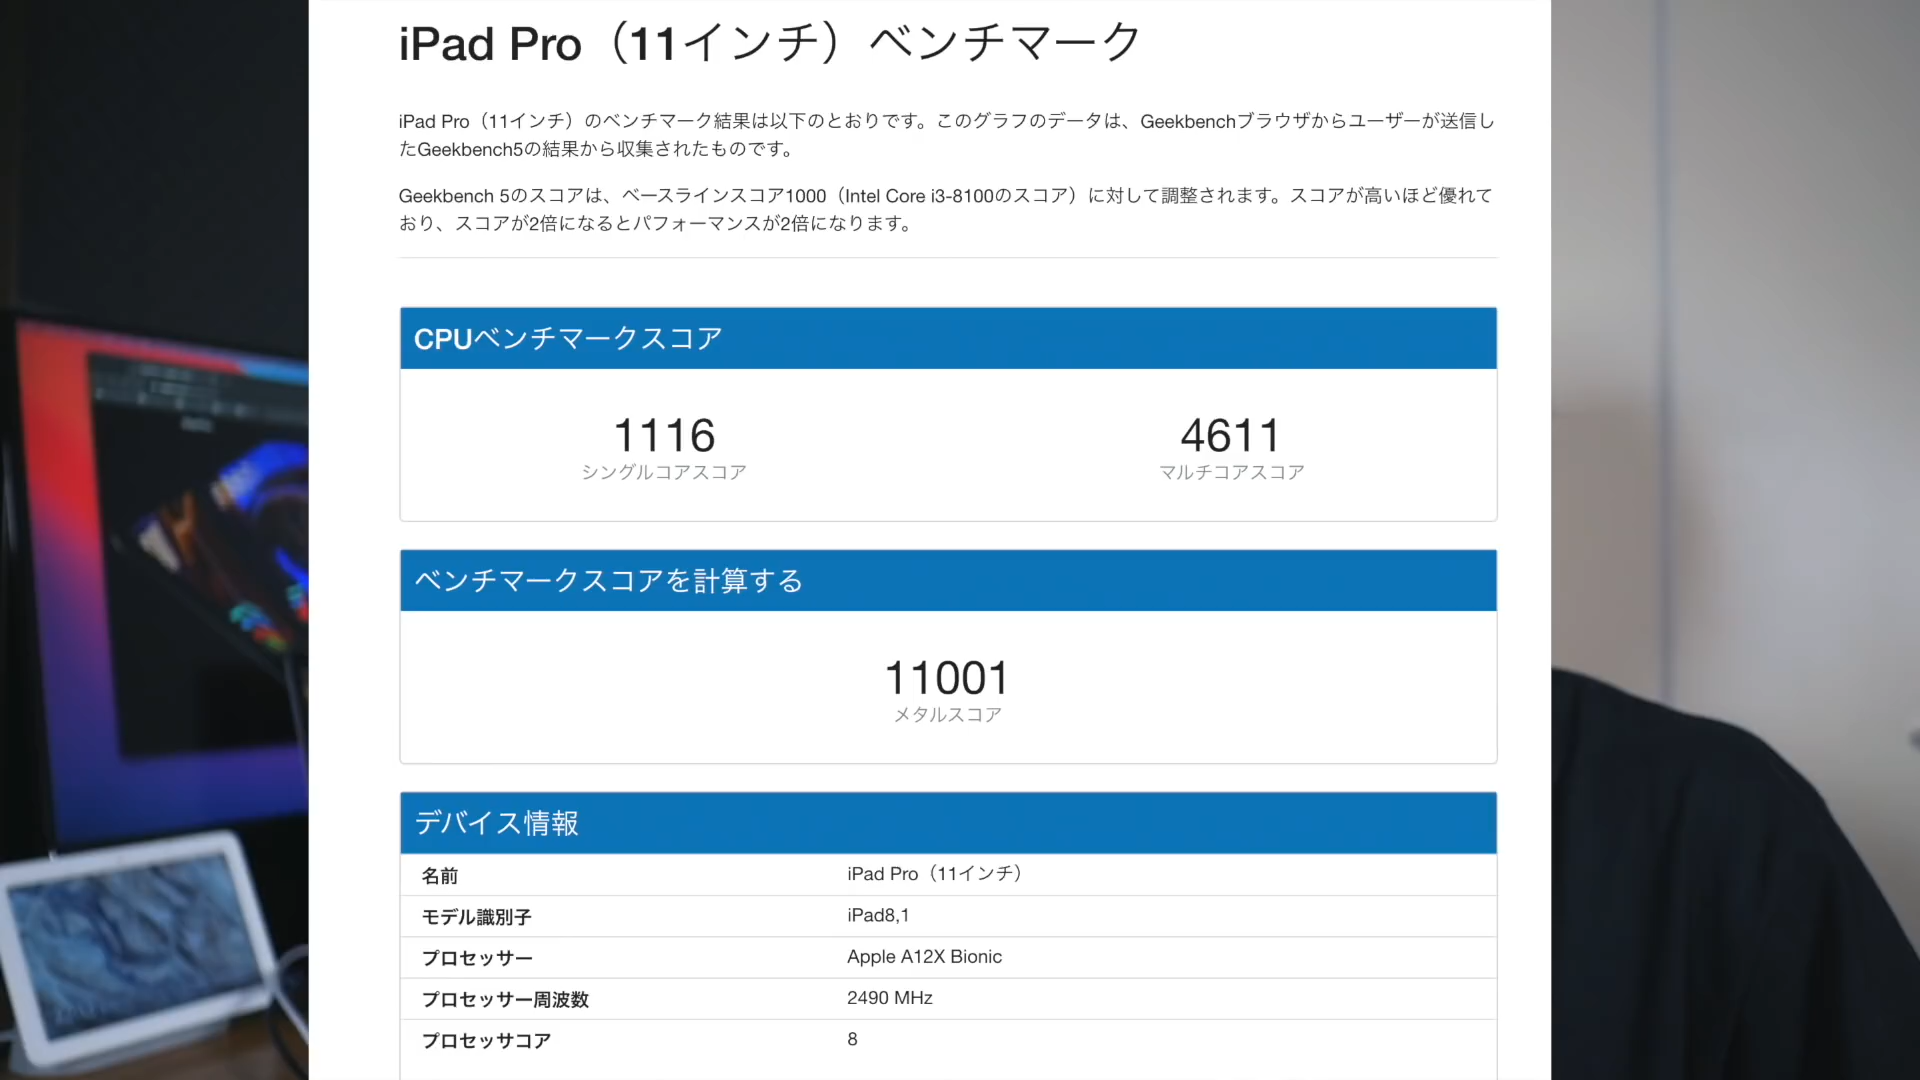 iPad Pro（11インチ）ベンチマーク
iPad Pro（11インチ）のベンチマーク結果は以下のとおりです。このグラフのデータは、Geekbenchブラウザからユーザーが送信し
たGeekbench5の結果から収集されたものです。
Geekbench 5のスコアは、ベースラインスコア1000（Intel Core i3-8100のスコア）に対して調整されます。スコアが高いほど優れて
おり、スコアが2倍になるとパフォーマンスが2倍になります。
CPUベンチマークスコア
1116
シングルコアスコア
4611
マルチコアスコア
ベンチマークスコアを計算する
11001
メタルスコア
デバイス情報
名前 iPad Pro（11インチ）
モデル識別子 iPad8,1
プロセッサー Apple A12X Bionic
プロセッサー周波数 2490 MHz
プロセッサコア 8